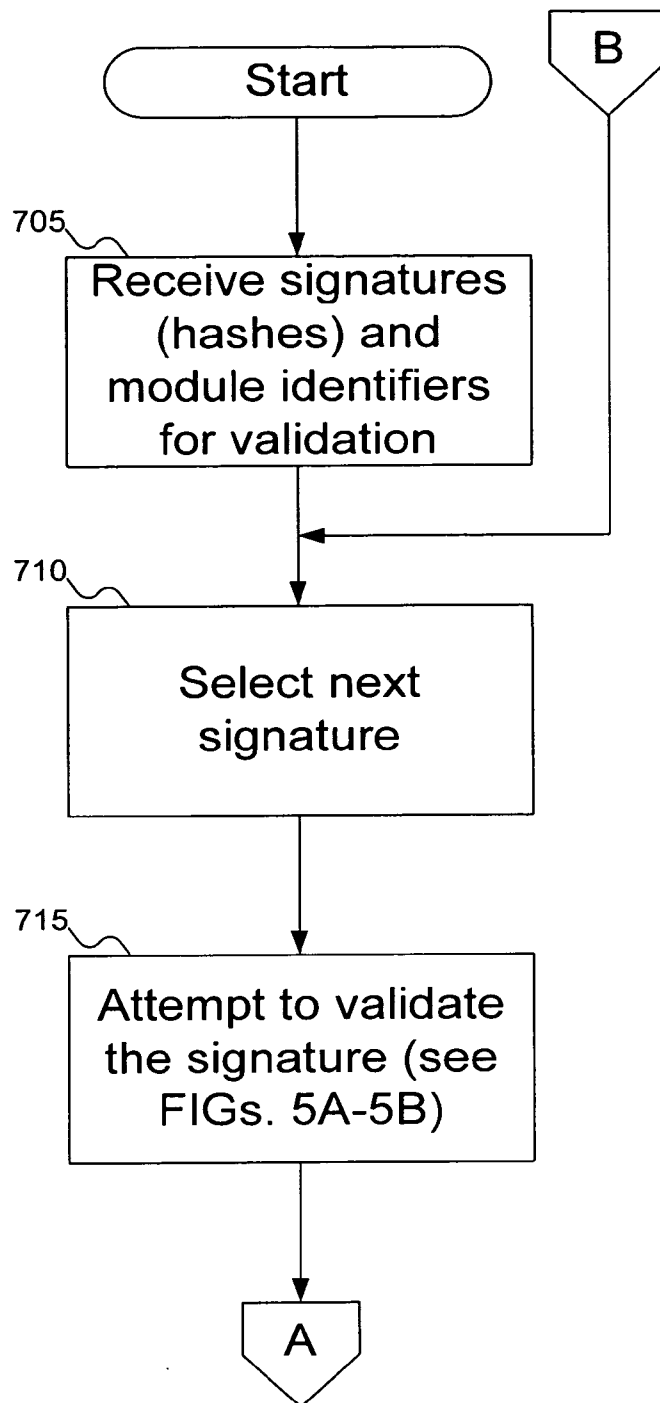 B
Start
705
Receive signatures
(hashes) and
module identifiers
for validation
710
Select next
signature
715
Attempt to validate
the signature (see
FIGs. 5A-5B)
A